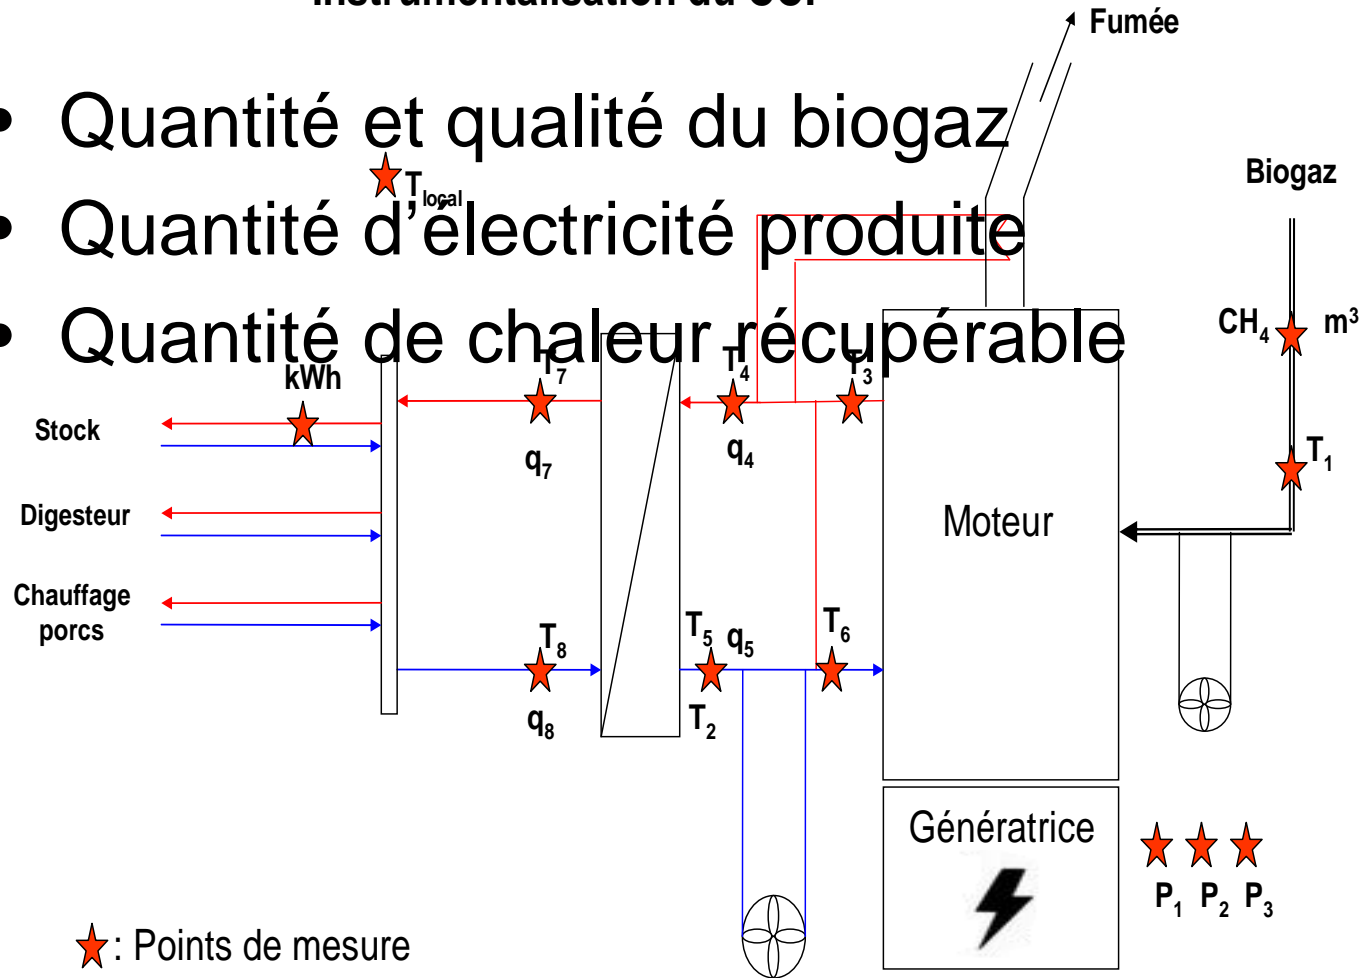 Fumée
• Quantité et qualité du biogaz
Biogaz
T local
• Quantité d’électricité produite
• Quantité de chaleur récupérable
CH4 m³
kWh
T7
T4
T3
Stock
q7
q4
T1
Digesteur
Moteur
Chauffage
porcs
T8
T5 q5
T6
q8
T2
Génératrice
P1 P2 P3
: Points de mesure